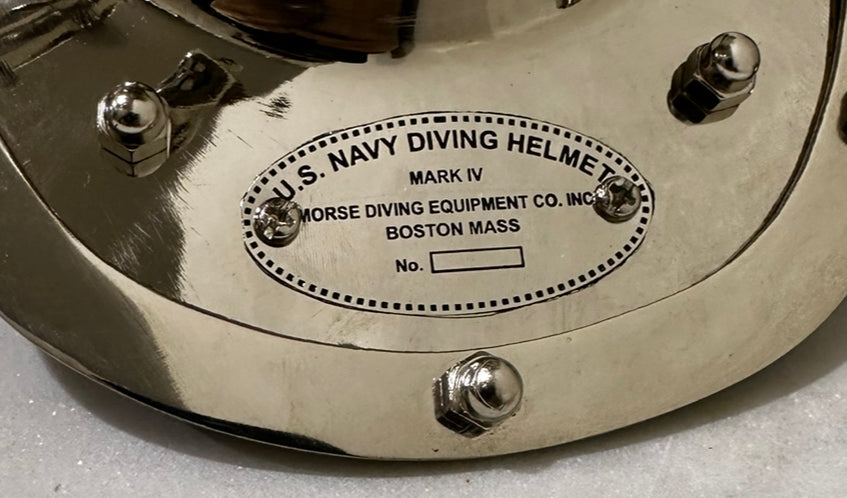 U.S. NAVY DIVING HELMET
MARK IV
MORSE DIVING EQUIPMENT CO. INC
BOSTON MASS
No.